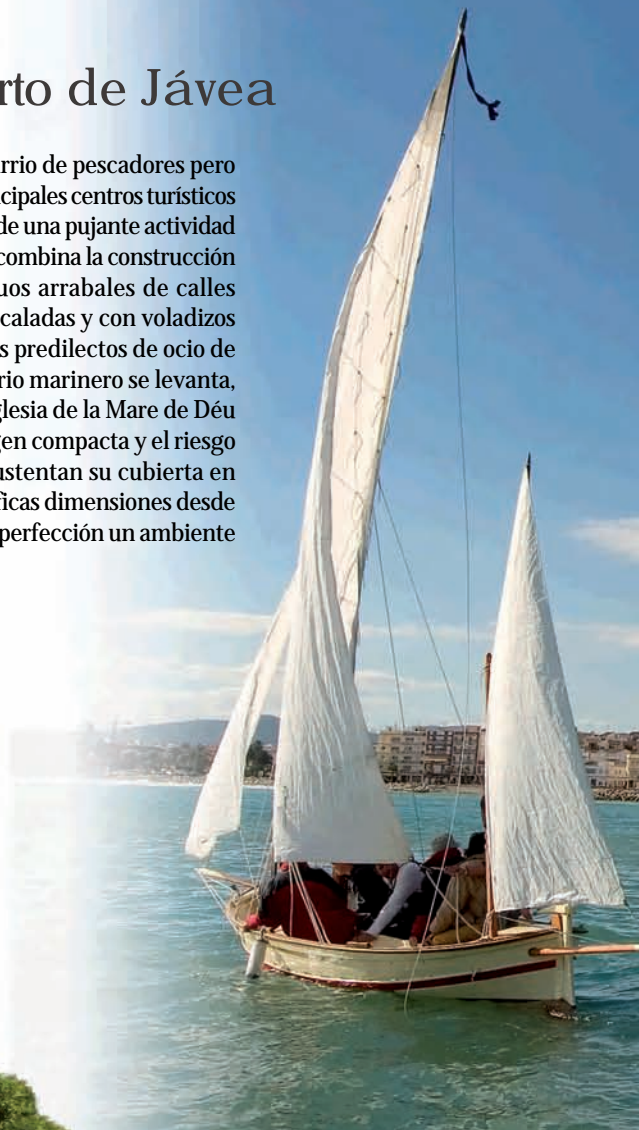 rto de Jávea
rrio de pescadores pero
cipales centros turísticos
de una pujante actividad
combina la construcción
uos arrabales de calles
caladas y con voladizos
s predilectos de ocio de
rio marinero se levanta,
glesia de la Mare de Déu
gen compacta y el riesgo
ustentan su cubierta en
ficas dimensiones desde
perfección un ambiente